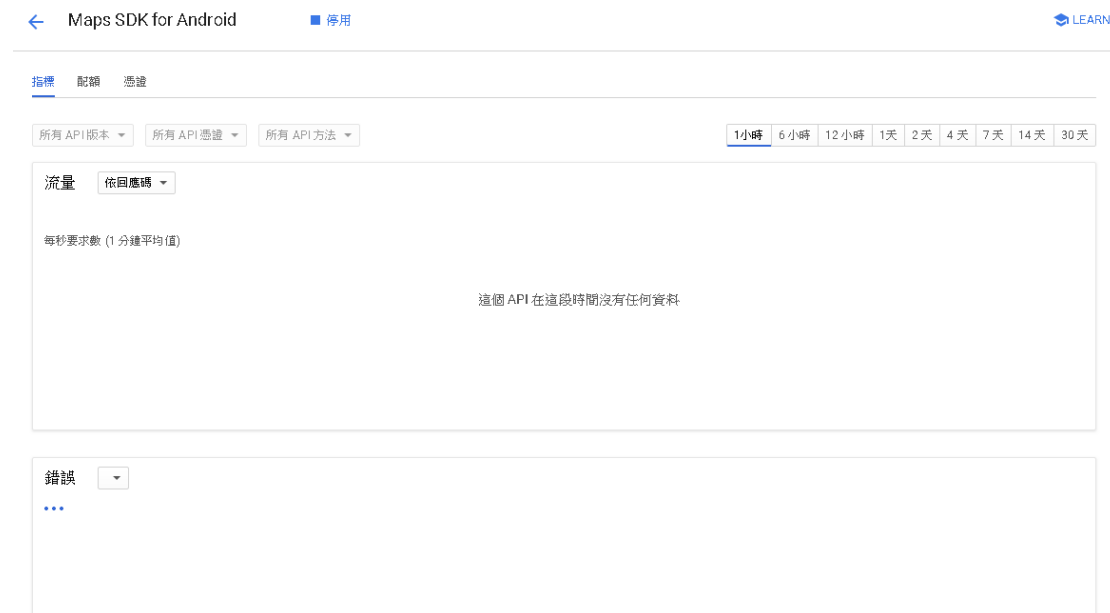 Maps SDK for Android
停用
LEARN
指標 配額 憑證
所有 API 版本 所有 API 憑證 所有 API 方法
1小時 6 小時 12 小時 1天 2 天 4 天 7 天 14 天 30 天
流量 依回應碼
每秒要求數 (1 分鐘平均值)
這個 API 在這段時間沒有任何資料
錯誤